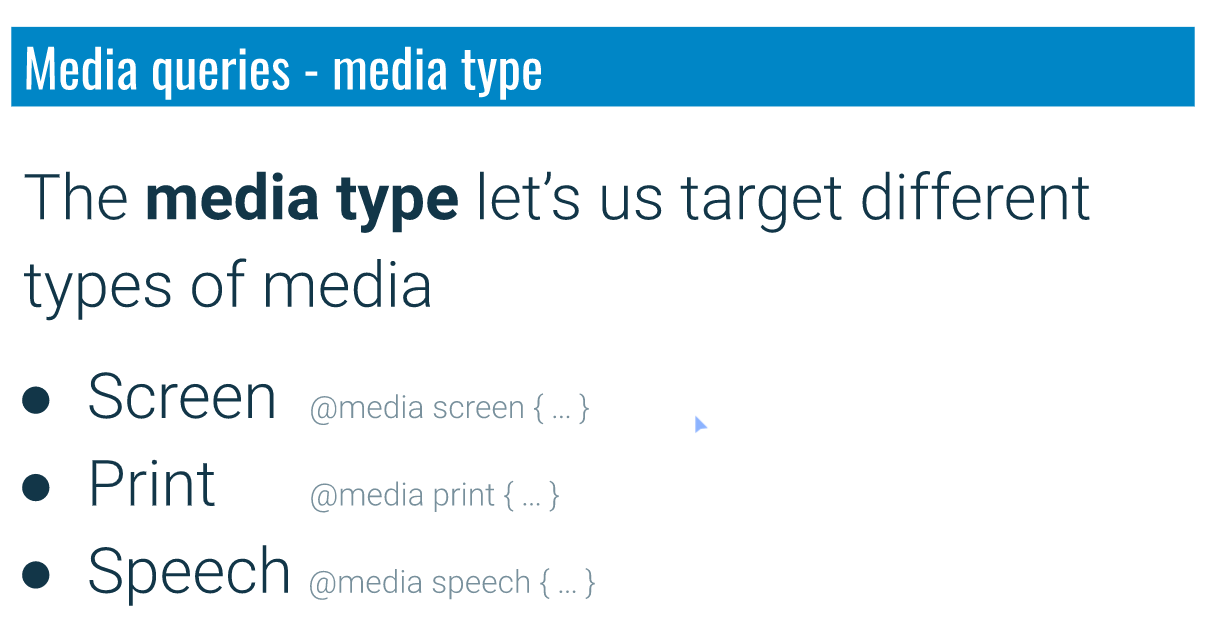 Media queries - media type
The media type let’s us target different
types of media
● Screen @media screen { ... }
● Print @media print { ... }
● Speech @media speech { ... }